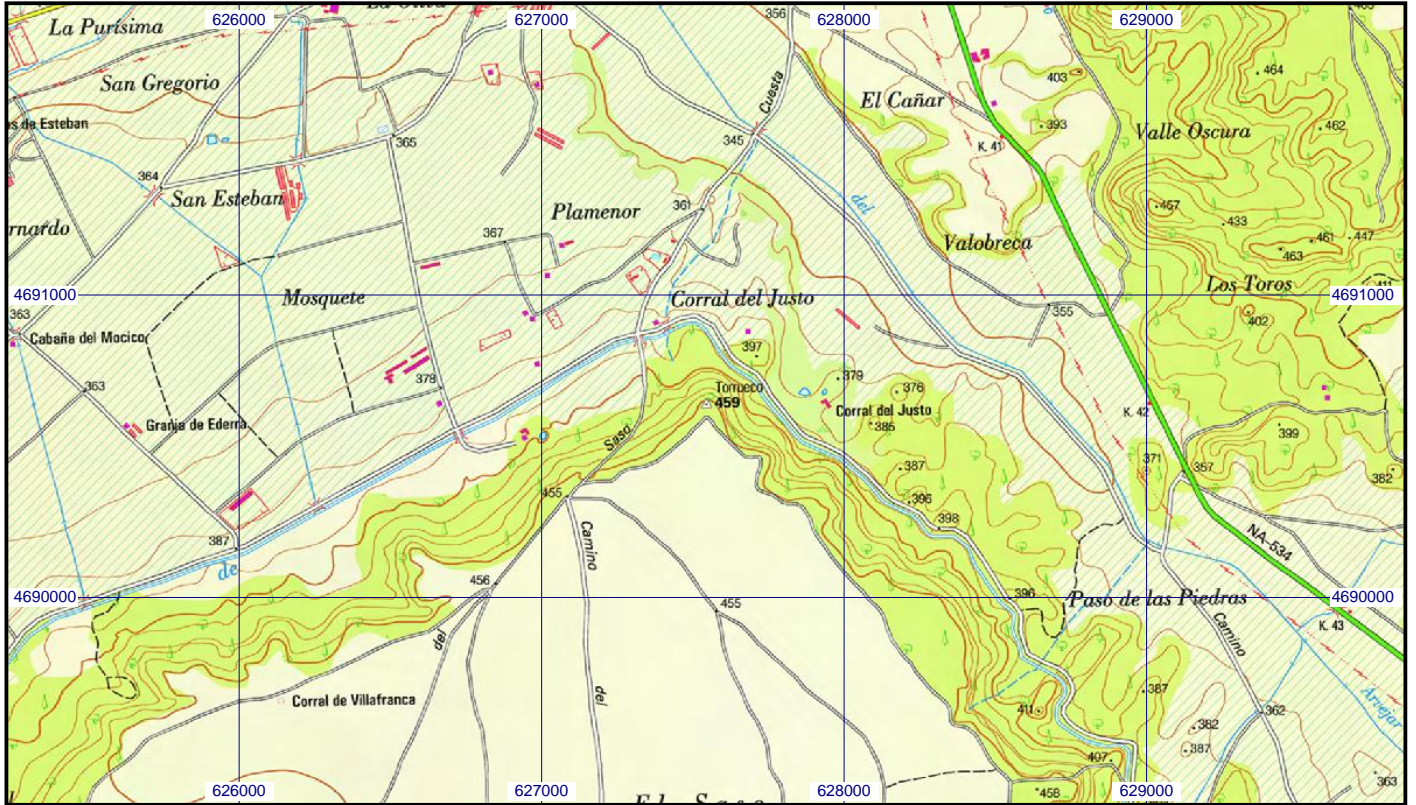 626000
627000
628000
629000
La Purísima
356
San Gregorio
Cuesta
El Cañar
403
464
os de Esteban
393
462
Valle Oscura
365
345
K. 41
364
San Esteban
Plamenor
361
del
457
433
rnardo
367
Valobreca
461
447
463
Los Toros
4691000
Mosquete
Corral del Justo
4691000
363
355
402
Cabaña del Mocico
397
378
379
376
363
Torrueco
459
Corral del Justo
K. 42
Granja de Ederra
385
399
Saso
387
371
357
382
455
396
398
387
Camino
NA-534
de
456
4690000
455
396
Paso de las Piedras
4690000
K. 43
del
Camino
Corral de Villafranca
del
387
411
362
Arvejar
382
387
407
363
458
626000
627000
628000
629000
El Saso